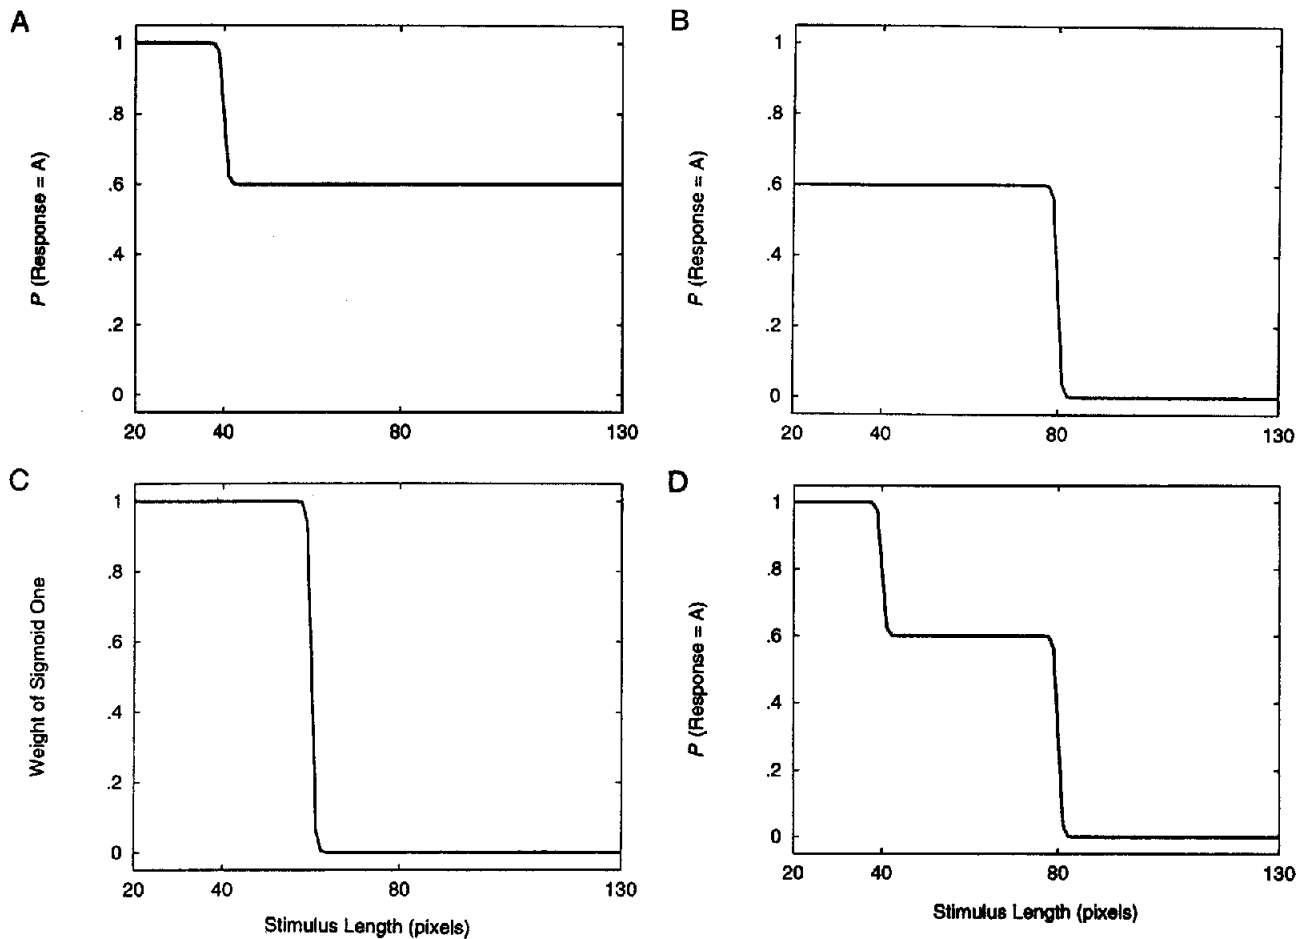 A
1
.8
.6
.4
.2
0
P (Response = A)
20 40 80 130
B
1
.8
.6
.4
.2
0
P (Response = A)
20 40 80 130
C
1
.8
.6
.4
.2
0
Weight of Sigmoid One
20 40 80 130
Stimulus Length (pixels)
D
1
.8
.6
.4
.2
0
P (Response = A)
20 40 80 130
Stimulus Length (pixels)